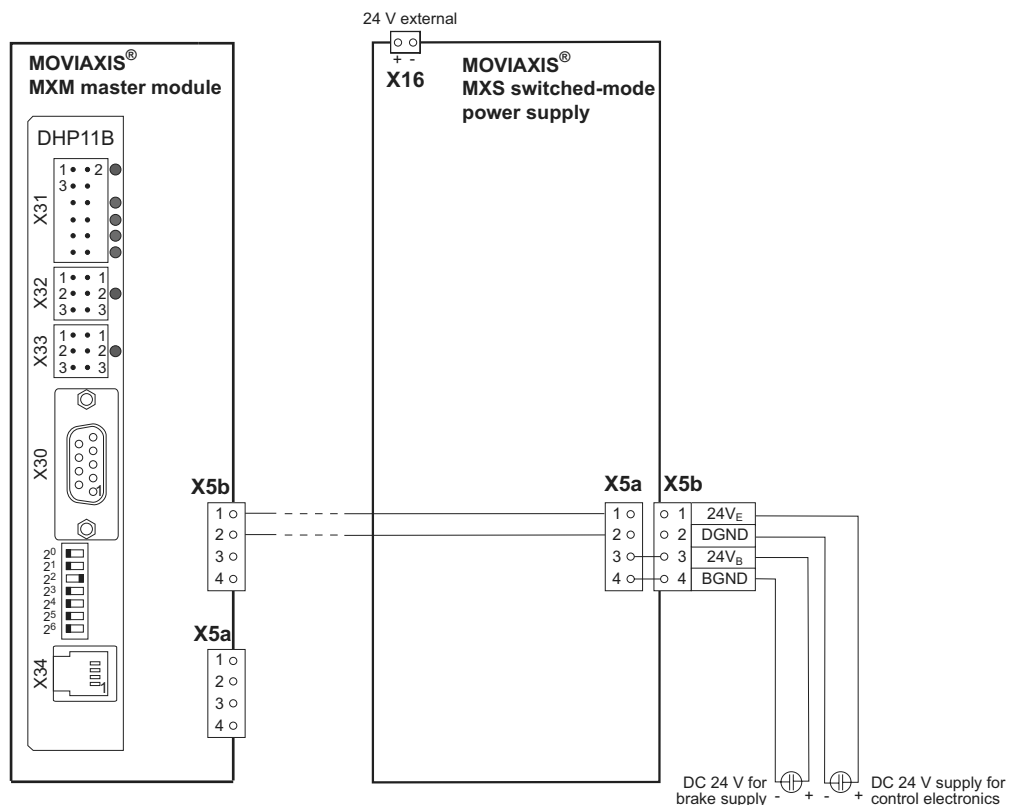 24 V external
+ -
X16
MOVIAXIS®
MXM master module
MOVIAXIS®
MXS switched-mode
power supply
DHP11B
X31
1 2
3
X32
1 1
2 2
3 3
X33
1 1
2 2
3 3
X30
1
2⁰
2¹
2²
2³
2⁴
2⁵
2⁶
X34
1
X5b
1
2
3
4
X5a
1
2
3
4
X5a X5b
1 1 24VE
2 2 DGND
3 3 24VB
4 4 BGND
DC 24 V for
brake supply
- + - +
DC 24 V supply for
control electronics